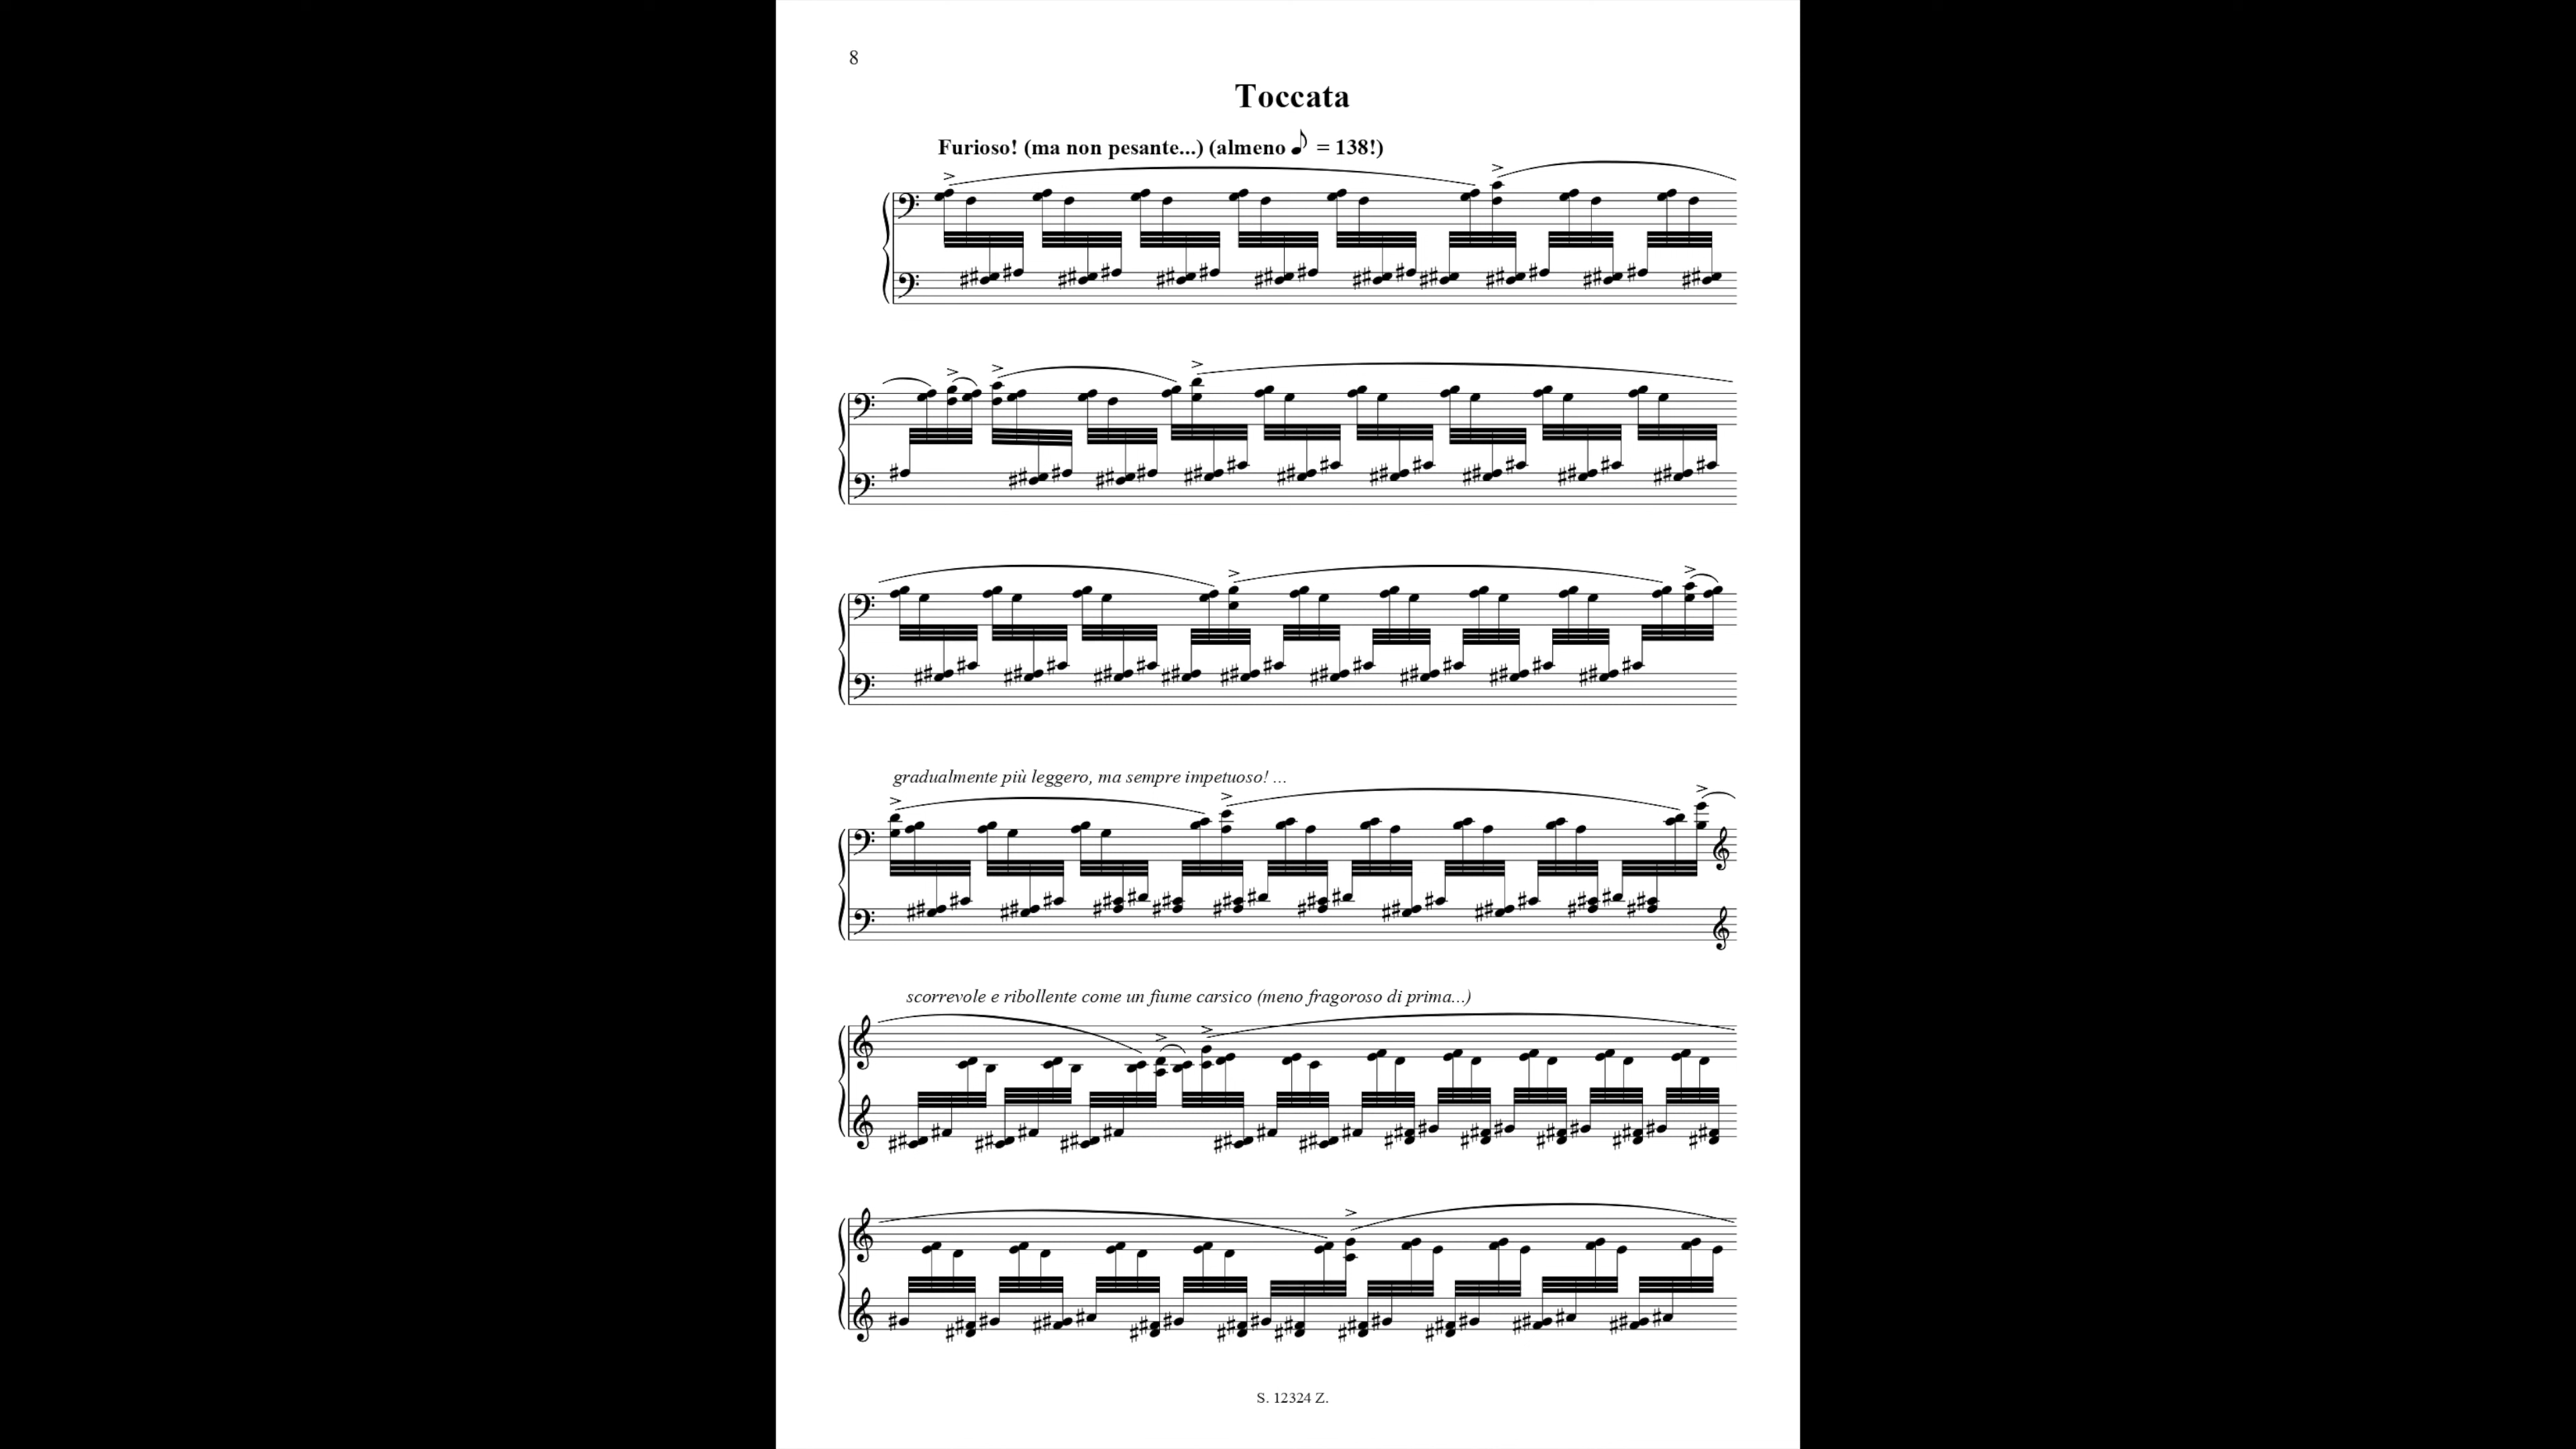 8
Toccata
Furioso! (ma non pesante...) (almeno ♪ = 138!)
gradualmente più leggero, ma sempre impetuoso! ...
scorrevole e ribollente come un fiume carsico (meno fragoroso di prima...)
S. 12324 Z.